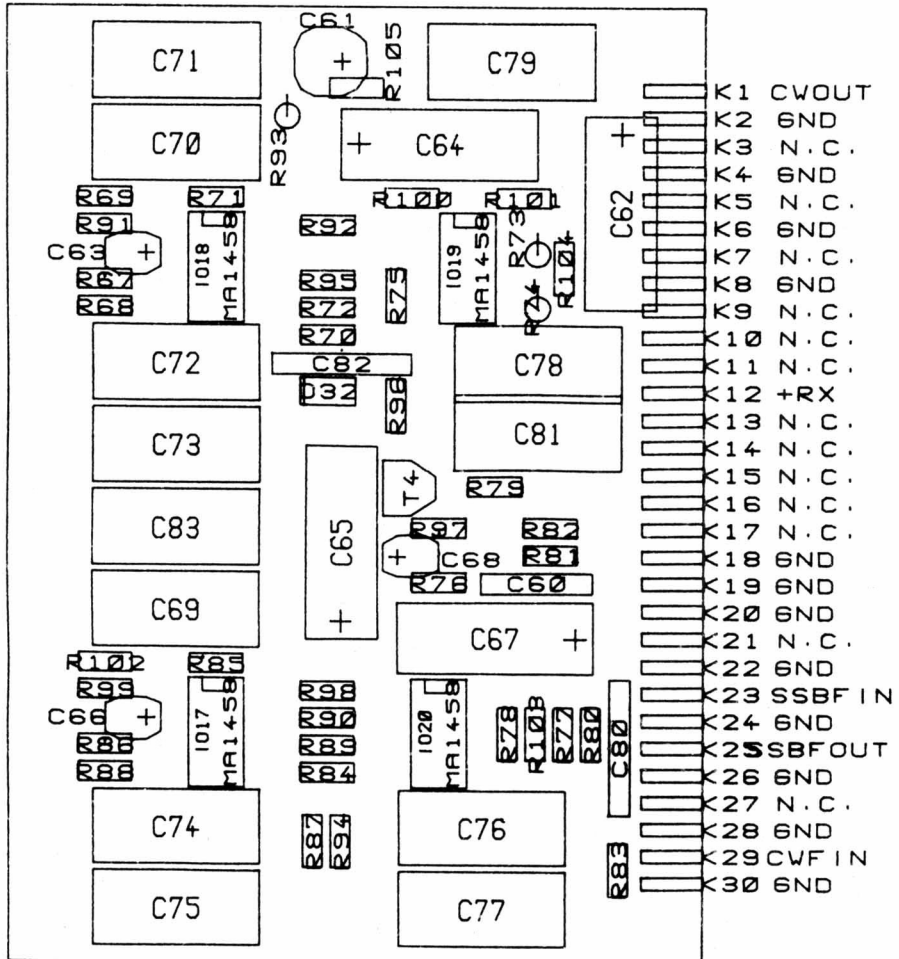 C61
R105
C71
C79
K1 CWOUT
K2 GND
C70
R93
C64
K3 N.C.
K4 GND
R69
R71
R100
R101
K5 N.C.
R91
R92
C62
K6 GND
C63
IO18
MA1458
IO19
MA1458
R73
R104
K7 N.C.
R67
R95
R75
K8 GND
R68
R72
R74
K9 N.C.
R70
K10 N.C.
C72
C82
C78
K11 N.C.
D32
R96
K12 +RX
C73
C81
K13 N.C.
K14 N.C.
T4
R79
K15 N.C.
K16 N.C.
C83
C65
R97
R82
K17 N.C.
C68
R81
K18 GND
R76
C60
K19 GND
C69
K20 GND
C67
K21 N.C.
R102
R85
K22 GND
R99
R98
K23 SSBFIN
C66
IO17
MA1458
R90
IO20
MA1458
R78
R103
R77
R80
C80
K24 GND
R86
R89
K25 SSBFOUT
R88
R84
K26 GND
K27 N.C.
C74
R87
R94
C76
K28 GND
R83
K29 CWFIN
K30 GND
C75
C77